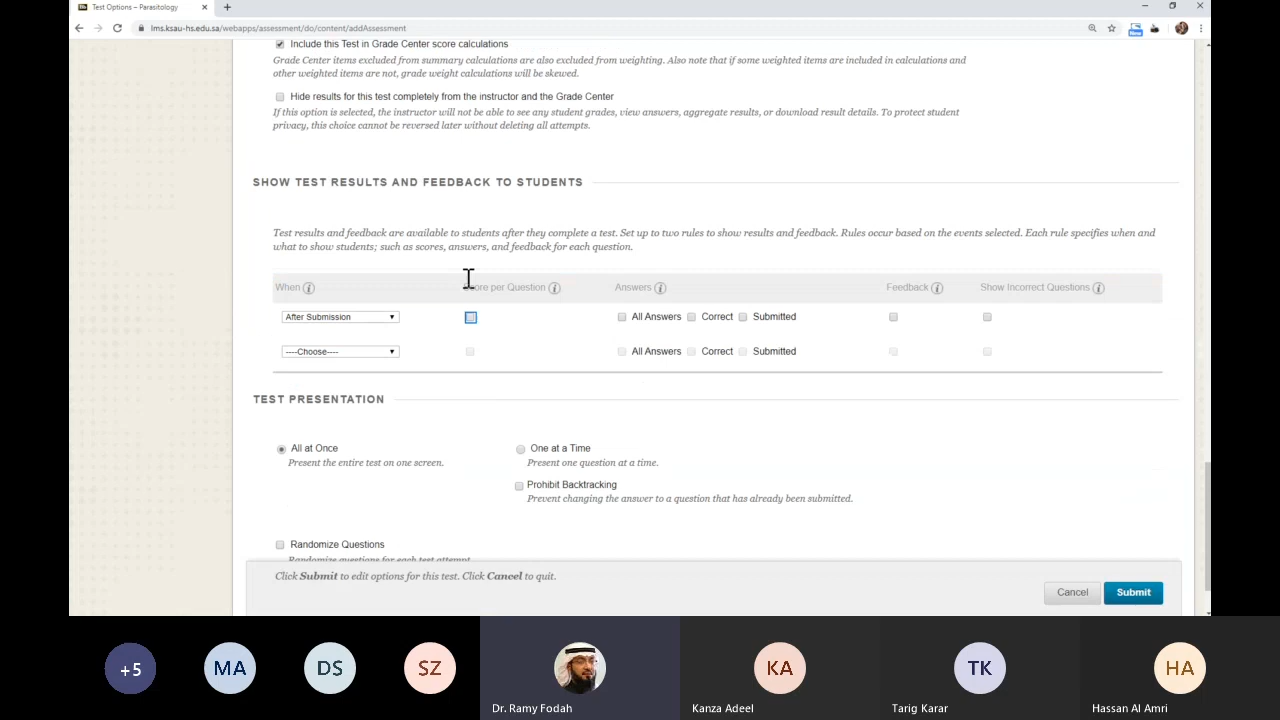 Test Options – Parasitology
lms.ksau-hs.edu.sa/webapps/assessment/do/content/addAssessment
New
Include this Test in Grade Center score calculations
Grade Center items excluded from summary calculations are also excluded from weighting. Also note that if some weighted items are included in calculations and
other weighted items are not, grade weight calculations will be skewed.
Hide results for this test completely from the instructor and the Grade Center
If this option is selected, the instructor will not be able to see any student grades, view answers, aggregate results, or download result details. To protect student
privacy, this choice cannot be reversed later without deleting all attempts.
SHOW TEST RESULTS AND FEEDBACK TO STUDENTS
Test results and feedback are available to students after they complete a test. Set up to two rules to show results and feedback. Rules occur based on the events selected. Each rule specifies when and
what to show students; such as scores, answers, and feedback for each question.
When Score per Question Answers Feedback Show Incorrect Questions
After Submission All Answers Correct Submitted
----Choose---- All Answers Correct Submitted
TEST PRESENTATION
All at Once One at a Time
Present the entire test on one screen. Present one question at a time.
Prohibit Backtracking
Prevent changing the answer to a question that has already been submitted.
Randomize Questions
Randomize questions for each test attempt.
Click Submit to edit options for this test. Click Cancel to quit.
Cancel Submit
+5 MA DS SZ KA TK HA
Dr. Ramy Fodah Kanza Adeel Tarig Karar Hassan Al Amri